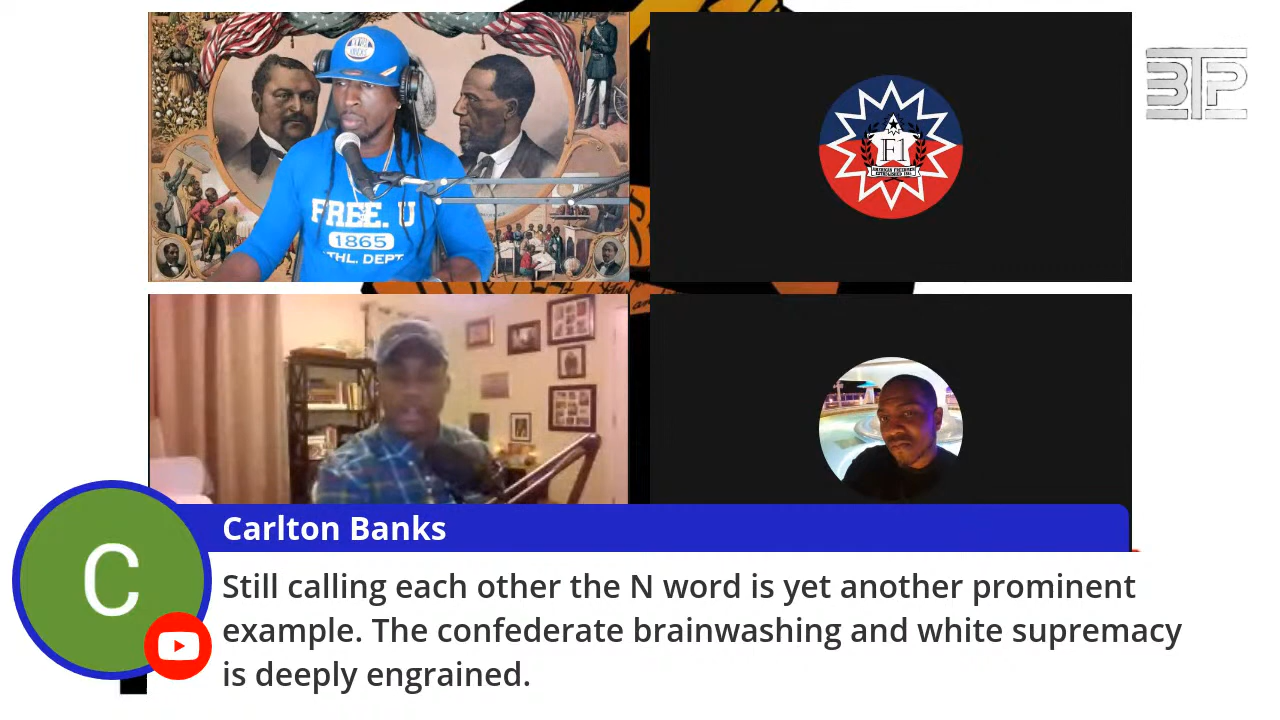 BTP
FREE. U
1865
THL. DEPT.
F1
Carlton Banks
C
Still calling each other the N word is yet another prominent
example. The confederate brainwashing and white supremacy
is deeply engrained.